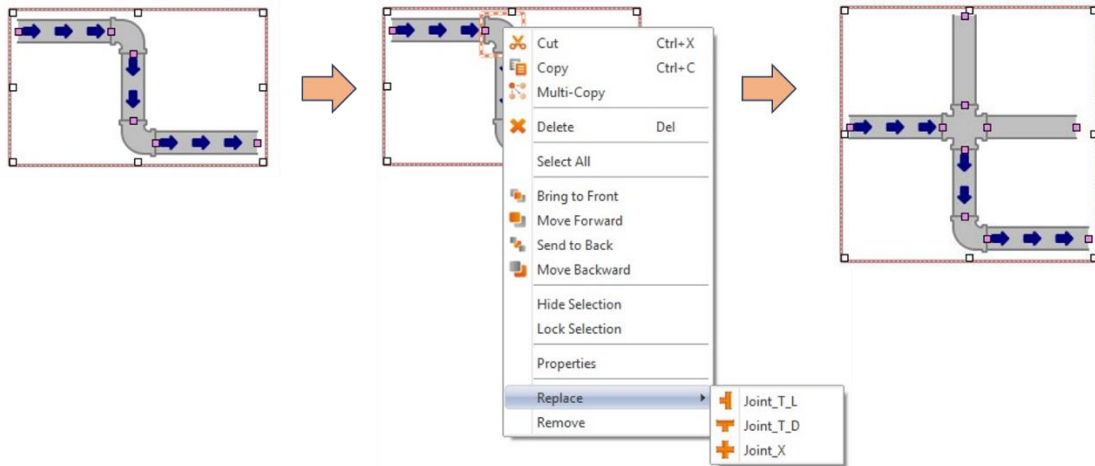 Cut Ctrl+X
Copy Ctrl+C
Multi-Copy
Delete Del
Select All
Bring to Front
Move Forward
Send to Back
Move Backward
Hide Selection
Lock Selection
Properties
Replace
Remove
Joint_T_L
Joint_T_D
Joint_X